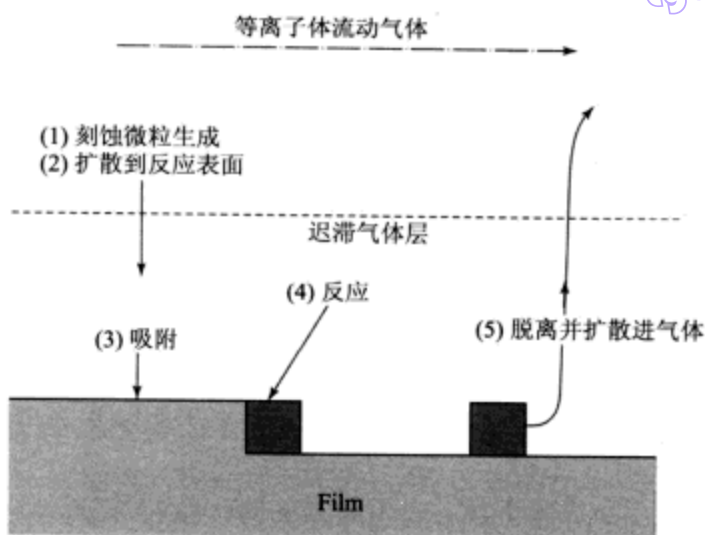 等离子体流动气体
(1) 刻蚀微粒生成
(2) 扩散到反应表面
迟滞气体层
(4) 反应
(3) 吸附
(5) 脱离并扩散进气体
Film